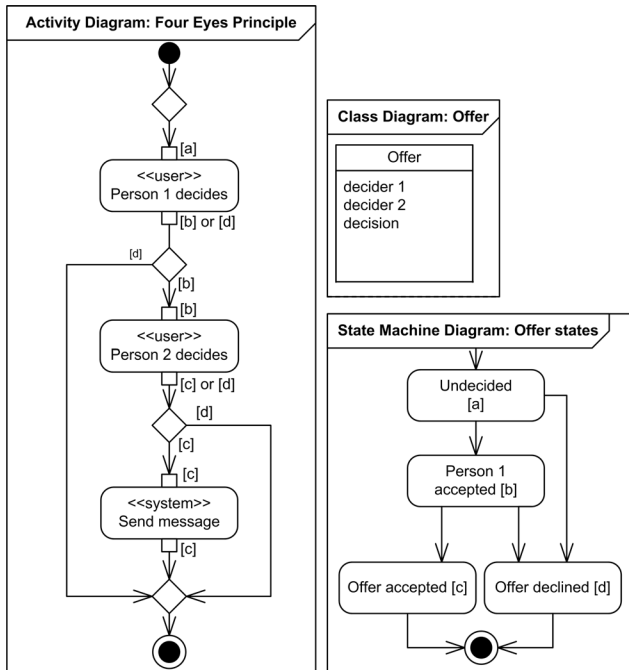 Activity Diagram: Four Eyes Principle
[a]
<<user>>
Person 1 decides
[b] or [d]
[d]
[b]
[b]
<<user>>
Person 2 decides
[c] or [d]
[d]
[c]
[c]
<<system>>
Send message
[c]
Class Diagram: Offer
Offer
decider 1
decider 2
decision
State Machine Diagram: Offer states
Undecided
[a]
Person 1
accepted [b]
Offer accepted [c]
Offer declined [d]